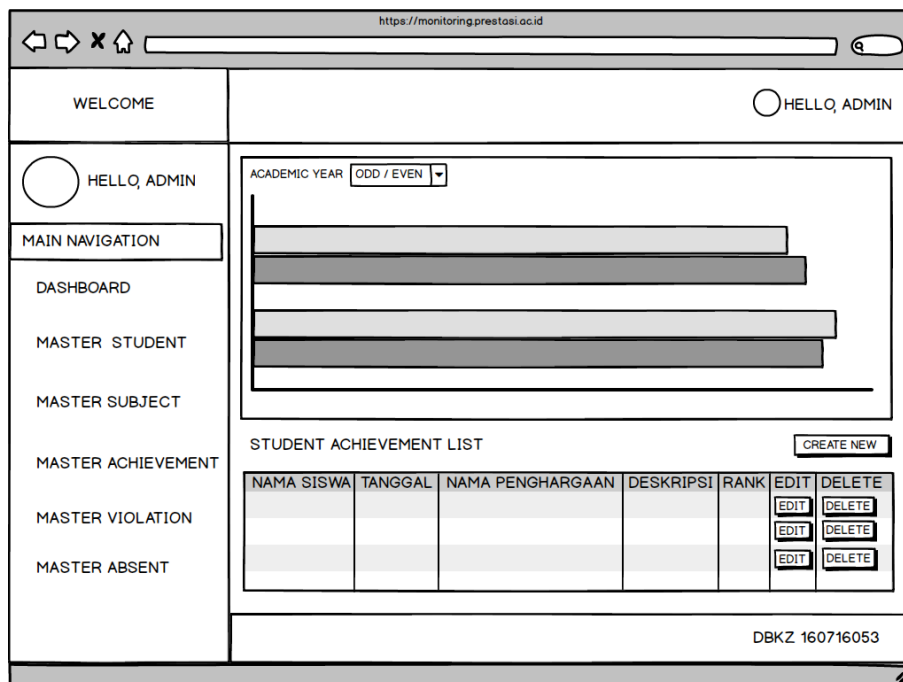 https://monitoring.prestasi.ac.id
WELCOME
HELLO, ADMIN
HELLO, ADMIN
MAIN NAVIGATION
DASHBOARD
MASTER STUDENT
MASTER SUBJECT
MASTER ACHIEVEMENT
MASTER VIOLATION
MASTER ABSENT
ACADEMIC YEAR ODD / EVEN
STUDENT ACHIEVEMENT LIST CREATE NEW
NAMA SISWA TANGGAL NAMA PENGHARGAAN DESKRIPSI RANK EDIT DELETE
EDIT DELETE
EDIT DELETE
EDIT DELETE
DBKZ 160716053